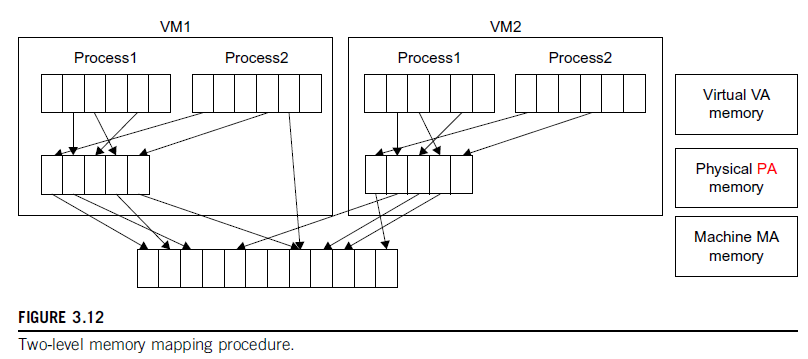 VM1
VM2
Process1
Process2
Process1
Process2
Virtual VA
memory
Physical PA
memory
Machine MA
memory
FIGURE 3.12
Two-level memory mapping procedure.